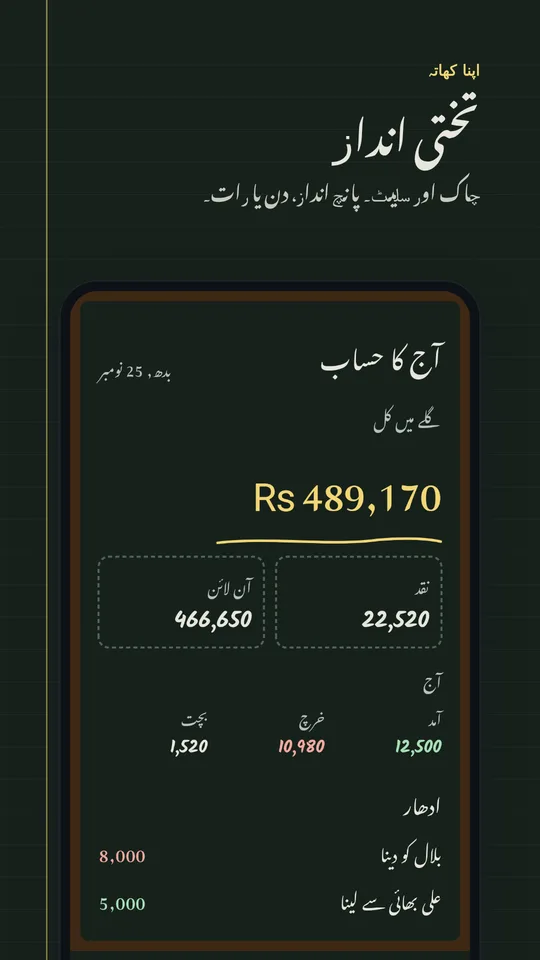 اپنا کھاتہ
تختی انداز
چاک اور سلیٹ۔ پانچ انداز، دن یا رات۔
آج کا حساب
بدھ, 25 نومبر
گلے میں کل
Rs 489,170
نقد
22,520
آن لائن
466,650
آج
آمد
12,500
خرچ
10,980
بچت
1,520
ادھار
بلال کو دینا 8,000
علی بھائی سے لینا 5,000